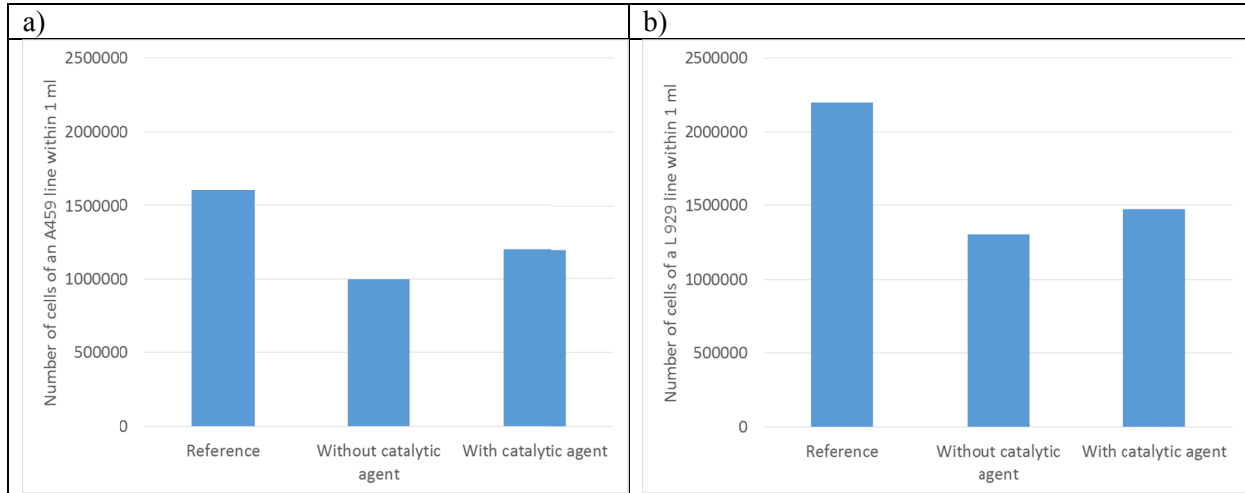 a)
Number of cells of an A459 line within 1 ml
2500000
2000000
1500000
1000000
500000
0
Reference
Without catalytic
agent
With catalytic agent
b)
Number of cells of a L 929 line within 1 ml
2500000
2000000
1500000
1000000
500000
0
Reference
Without catalytic
agent
With catalytic agent